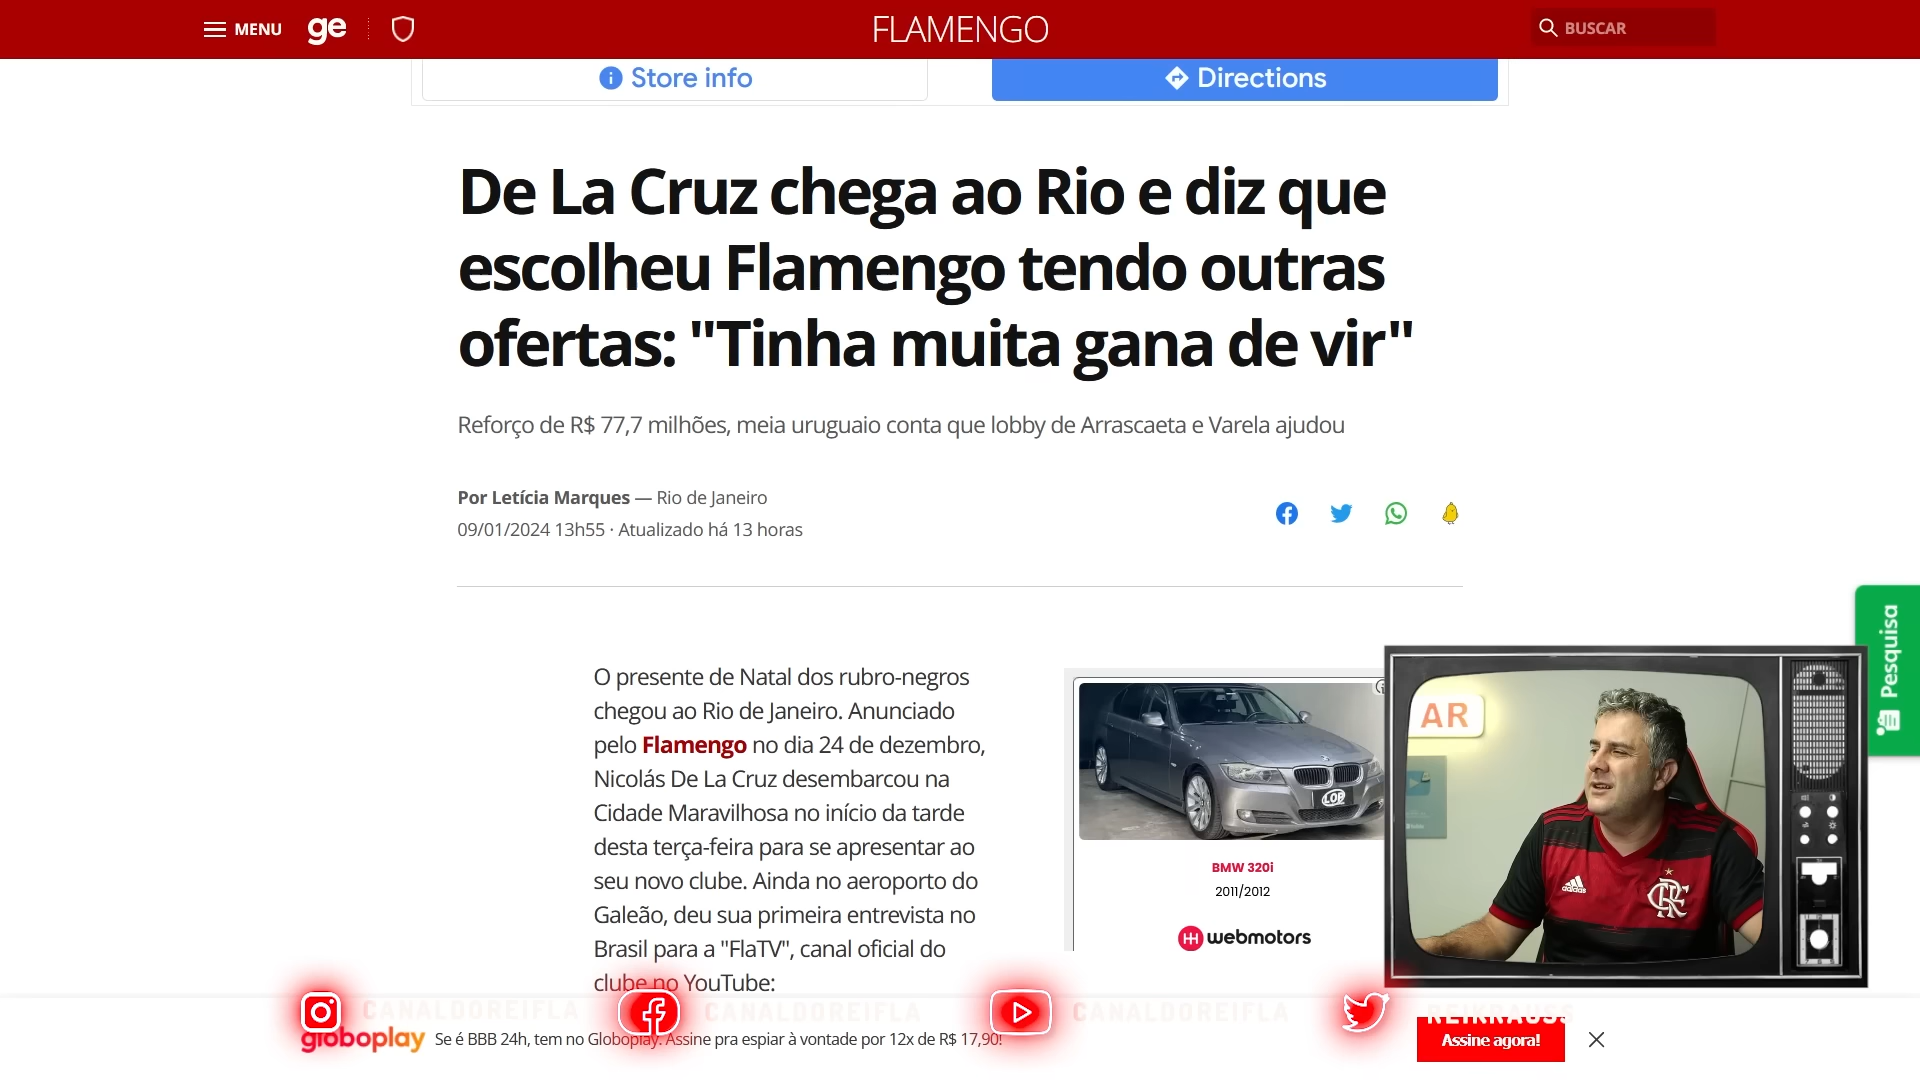 MENU
ge
FLAMENGO
BUSCAR
Store info
Directions
De La Cruz chega ao Rio e diz que
escolheu Flamengo tendo outras
ofertas: "Tinha muita gana de vir"
Reforço de R$ 77,7 milhões, meia uruguaio conta que lobby de Arrascaeta e Varela ajudou
Por Letícia Marques — Rio de Janeiro
09/01/2024 13h55 · Atualizado há 13 horas
Pesquisa
O presente de Natal dos rubro-negros
chegou ao Rio de Janeiro. Anunciado
pelo Flamengo no dia 24 de dezembro,
Nicolás De La Cruz desembarcou na
Cidade Maravilhosa no início da tarde
desta terça-feira para se apresentar ao
seu novo clube. Ainda no aeroporto do
Galeão, deu sua primeira entrevista no
Brasil para a "FlaTV", canal oficial do
clube no YouTube:
LOP
BMW 320i
2011/2012
webmotors
AR
adidas
CANALDOREIFLA
CANALDOREIFLA
CANALDOREIFLA
REIKRAUSS
globoplay
Se é BBB 24h, tem no Globoplay. Assine pra espiar à vontade por 12x de R$ 17,90!
Assine agora!